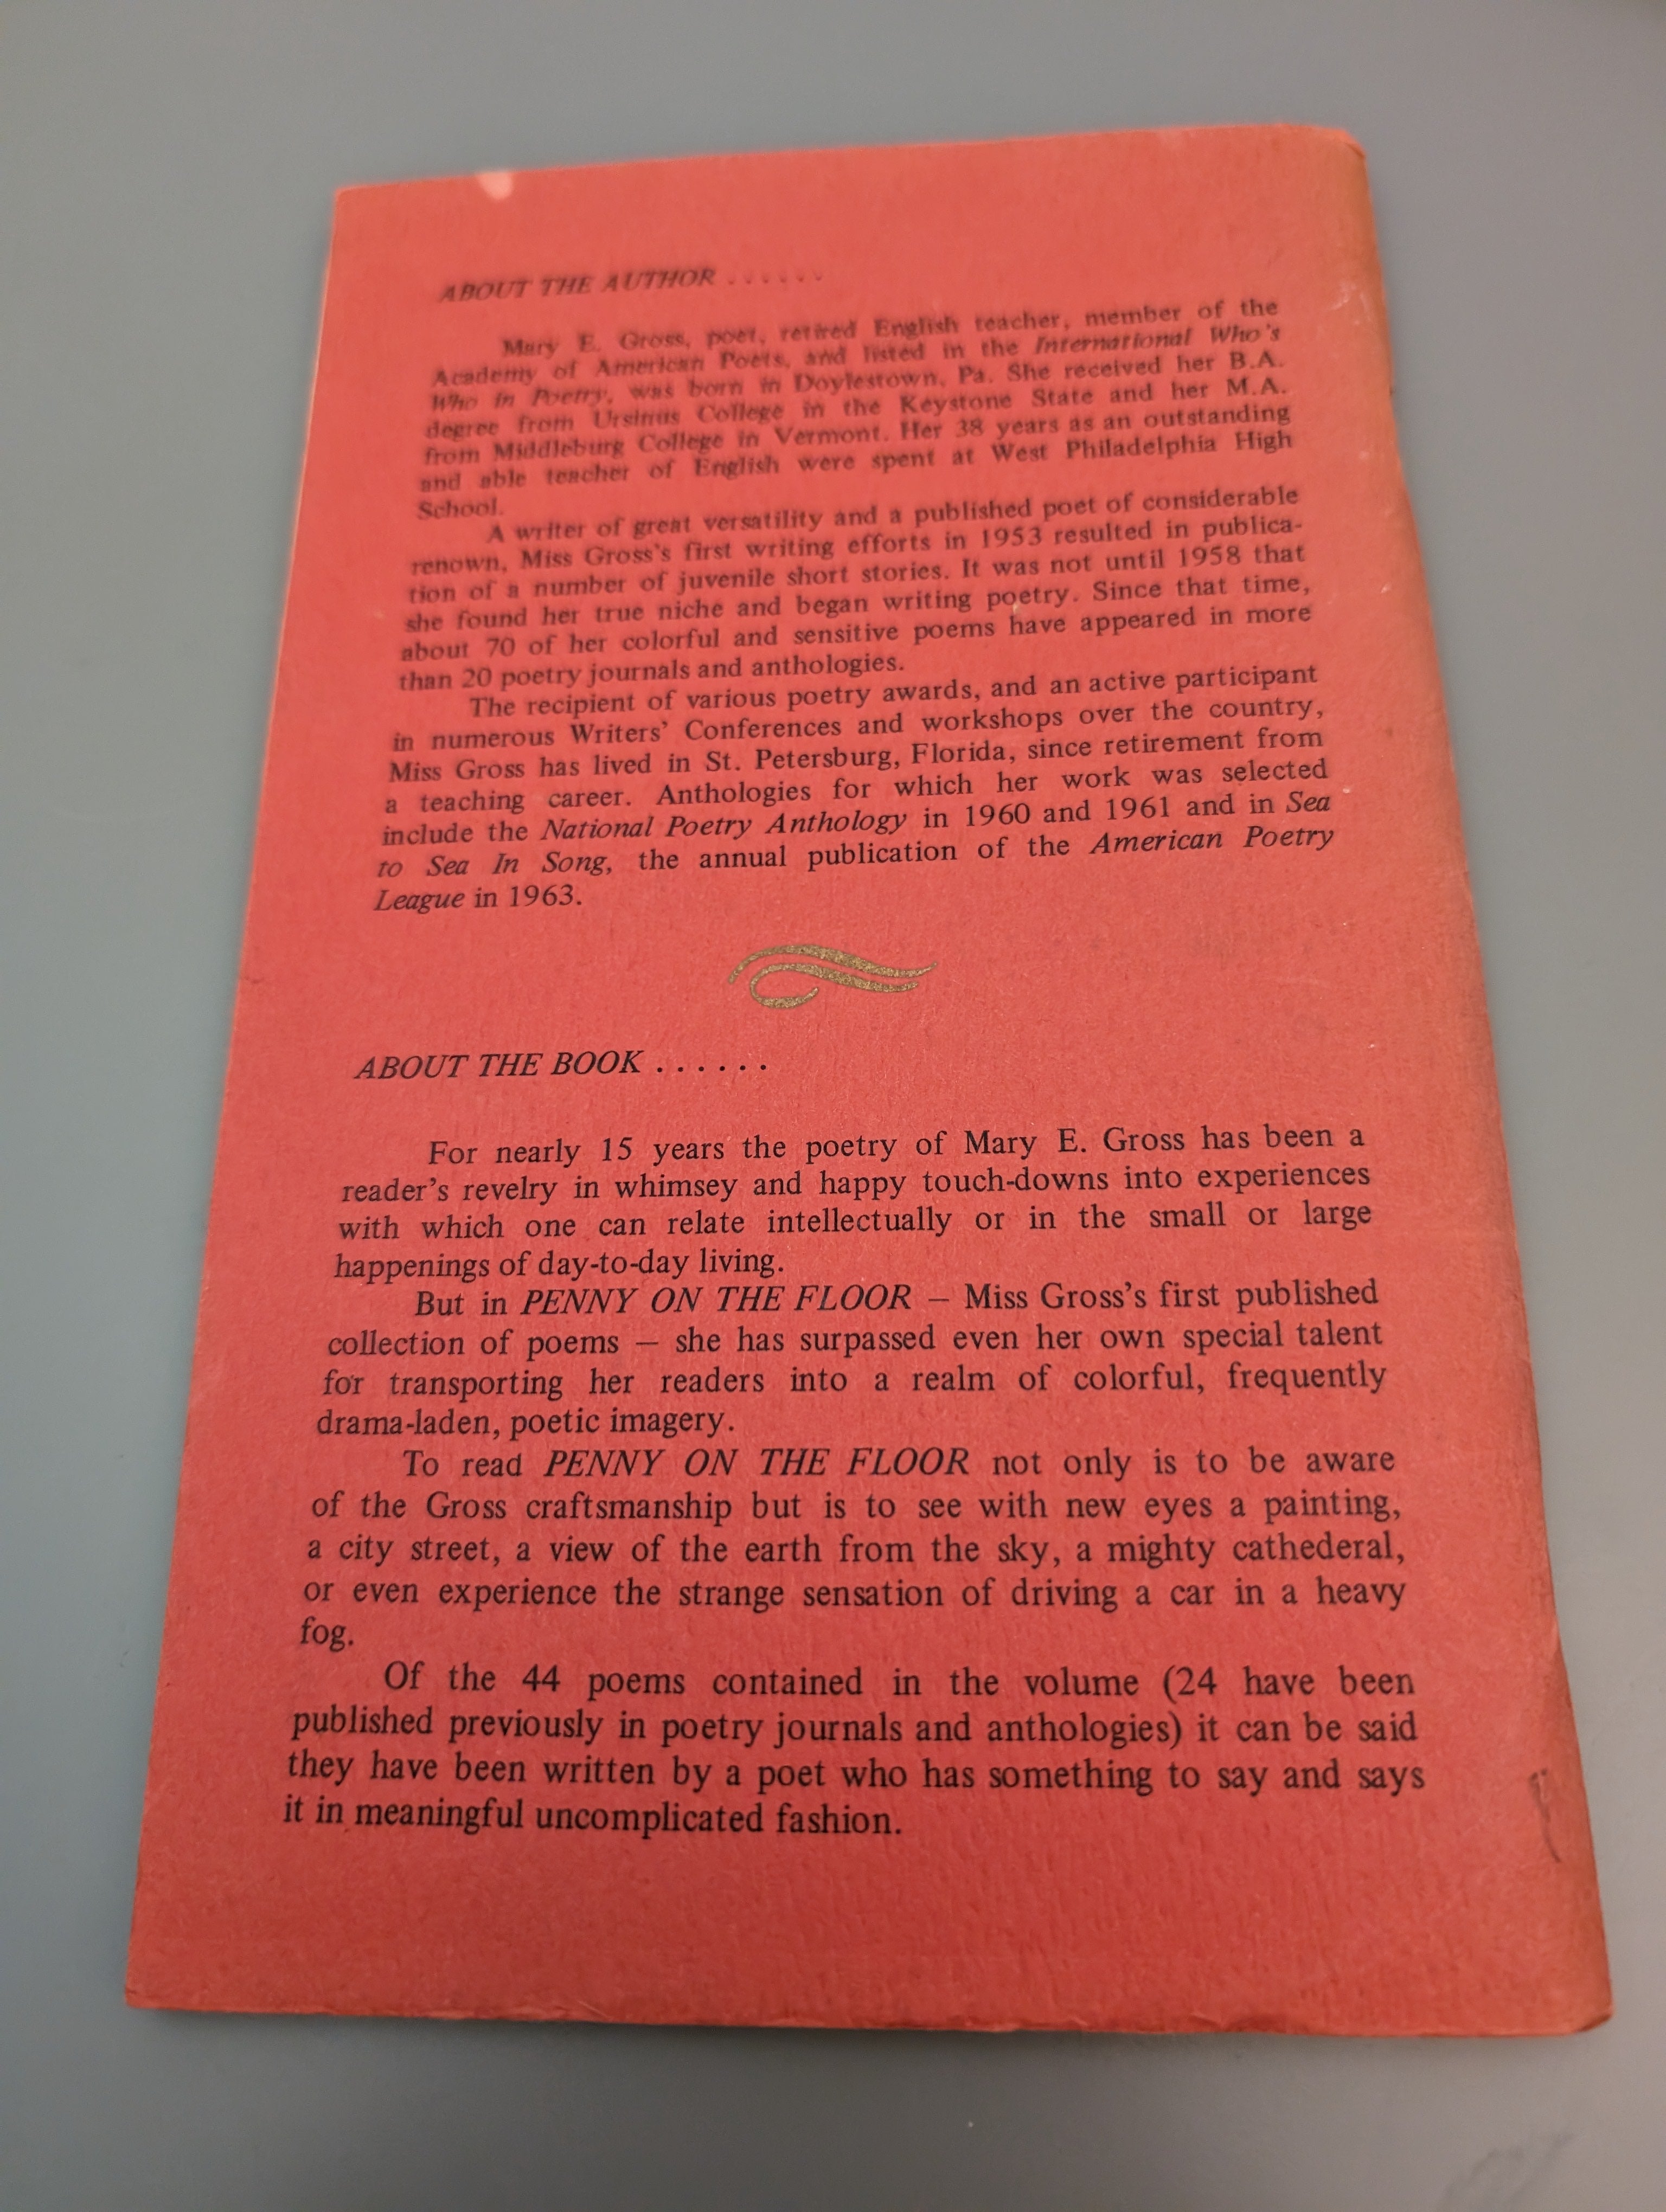 ABOUT THE AUTHOR . . . . . .
Mary E. Gross, poet, retired English teacher, member of the
Academy of American Poets, and listed in the International Who's
Who in Poetry, was born in Doylestown, Pa. She received her B.A.
degree from Ursinus College in the Keystone State and her M.A.
from Middleburg College in Vermont. Her 38 years as an outstanding
and able teacher of English were spent at West Philadelphia High
School.
A writer of great versatility and a published poet of considerable
renown, Miss Gross's first writing efforts in 1953 resulted in publica-
tion of a number of juvenile short stories. It was not until 1958 that
she found her true niche and began writing poetry. Since that time,
about 70 of her colorful and sensitive poems have appeared in more
than 20 poetry journals and anthologies.
The recipient of various poetry awards, and an active participant
in numerous Writers' Conferences and workshops over the country,
Miss Gross has lived in St. Petersburg, Florida, since retirement from
a teaching career. Anthologies for which her work was selected
include the National Poetry Anthology in 1960 and 1961 and in Sea
to Sea In Song, the annual publication of the American Poetry
League in 1963.
ABOUT THE BOOK . . . . . .
For nearly 15 years the poetry of Mary E. Gross has been a
reader's revelry in whimsey and happy touch-downs into experiences
with which one can relate intellectually or in the small or large
happenings of day-to-day living.
But in PENNY ON THE FLOOR – Miss Gross's first published
collection of poems – she has surpassed even her own special talent
for transporting her readers into a realm of colorful, frequently
drama-laden, poetic imagery.
To read PENNY ON THE FLOOR not only is to be aware
of the Gross craftsmanship but is to see with new eyes a painting,
a city street, a view of the earth from the sky, a mighty cathederal,
or even experience the strange sensation of driving a car in a heavy
fog.
Of the 44 poems contained in the volume (24 have been
published previously in poetry journals and anthologies) it can be said
they have been written by a poet who has something to say and says
it in meaningful uncomplicated fashion.